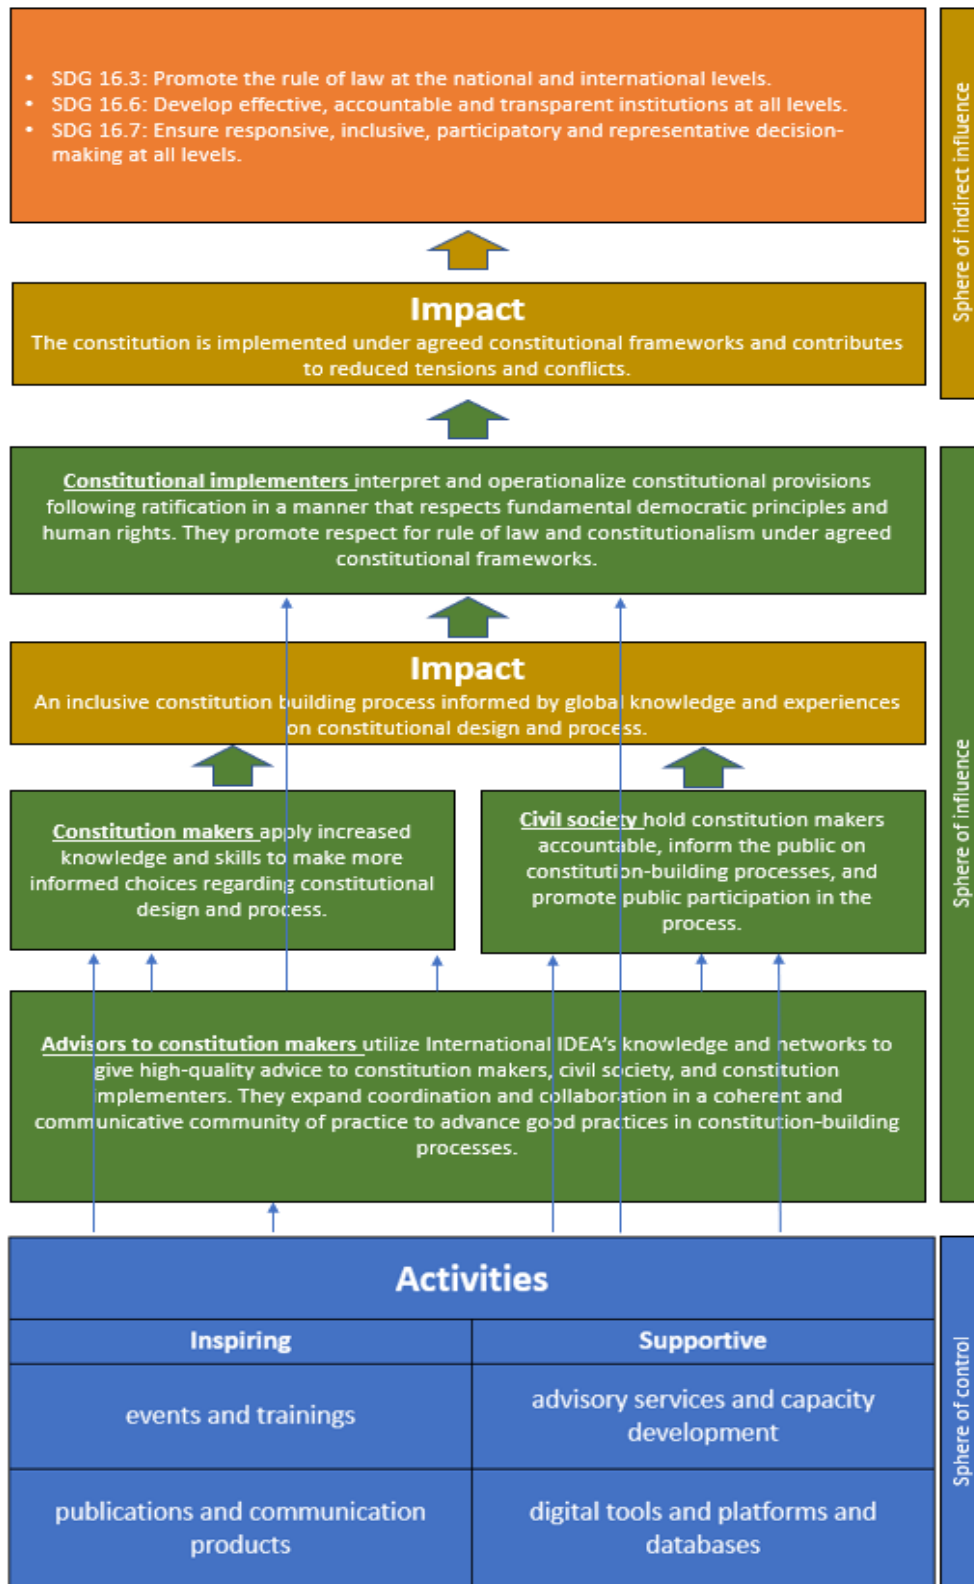 • SDG 16.3: Promote the rule of law at the national and international levels.
• SDG 16.6: Develop effective, accountable and transparent institutions at all levels.
• SDG 16.7: Ensure responsive, inclusive, participatory and representative decision-
making at all levels.
Sphere of indirect influence
Impact
The constitution is implemented under agreed constitutional frameworks and contributes
to reduced tensions and conflicts.
Constitutional implementers interpret and operationalize constitutional provisions
following ratification in a manner that respects fundamental democratic principles and
human rights. They promote respect for rule of law and constitutionalism under agreed
constitutional frameworks.
Impact
An inclusive constitution building process informed by global knowledge and experiences
on constitutional design and process.
Sphere of influence
Constitution makers apply increased
knowledge and skills to make more
informed choices regarding constitutional
design and process.
Civil society hold constitution makers
accountable, inform the public on
constitution-building processes, and
promote public participation in the
process.
Advisors to constitution makers utilize International IDEA's knowledge and networks to
give high-quality advice to constitution makers, civil society, and constitution
implementers. They expand coordination and collaboration in a coherent and
communicative community of practice to advance good practices in constitution-building
processes.
Activities
Inspiring
Supportive
events and trainings
advisory services and capacity
development
publications and communication
products
digital tools and platforms and
databases
Sphere of control